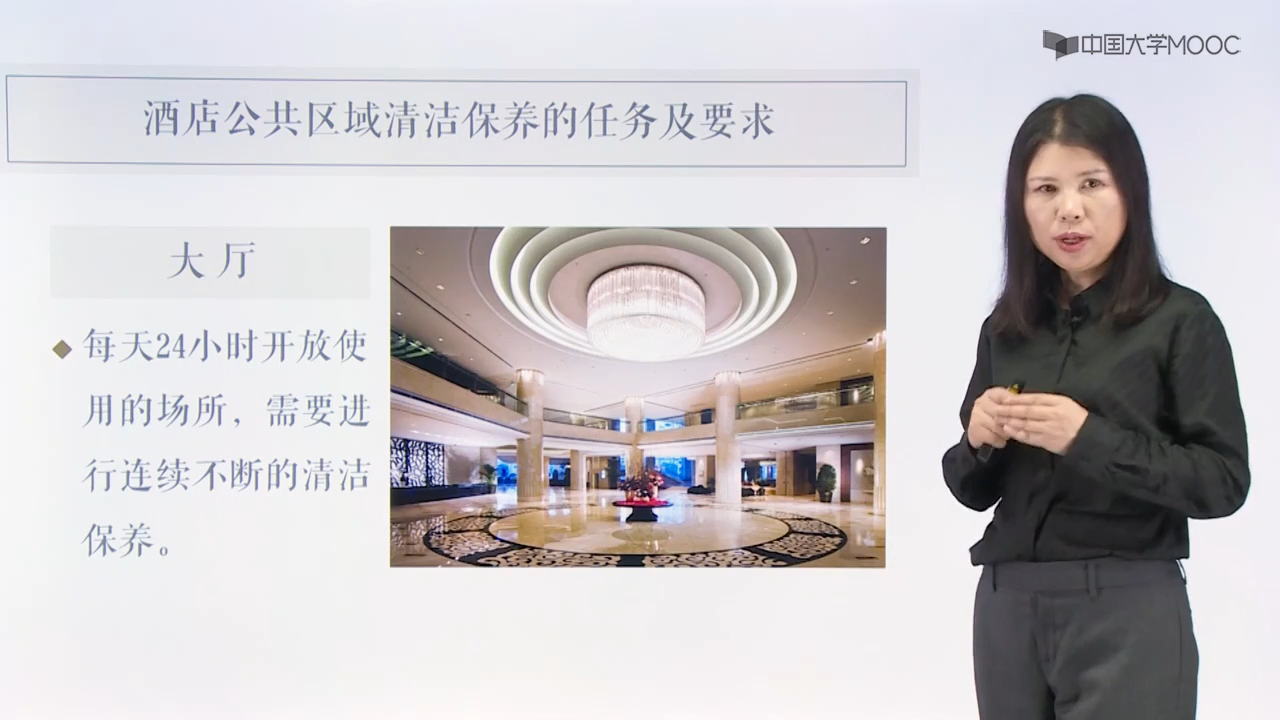 中国大学MOOC
酒店公共区域清洁保养的任务及要求
大厅
每天24小时开放使
用的场所，需要进
行连续不断的清洁
保养。